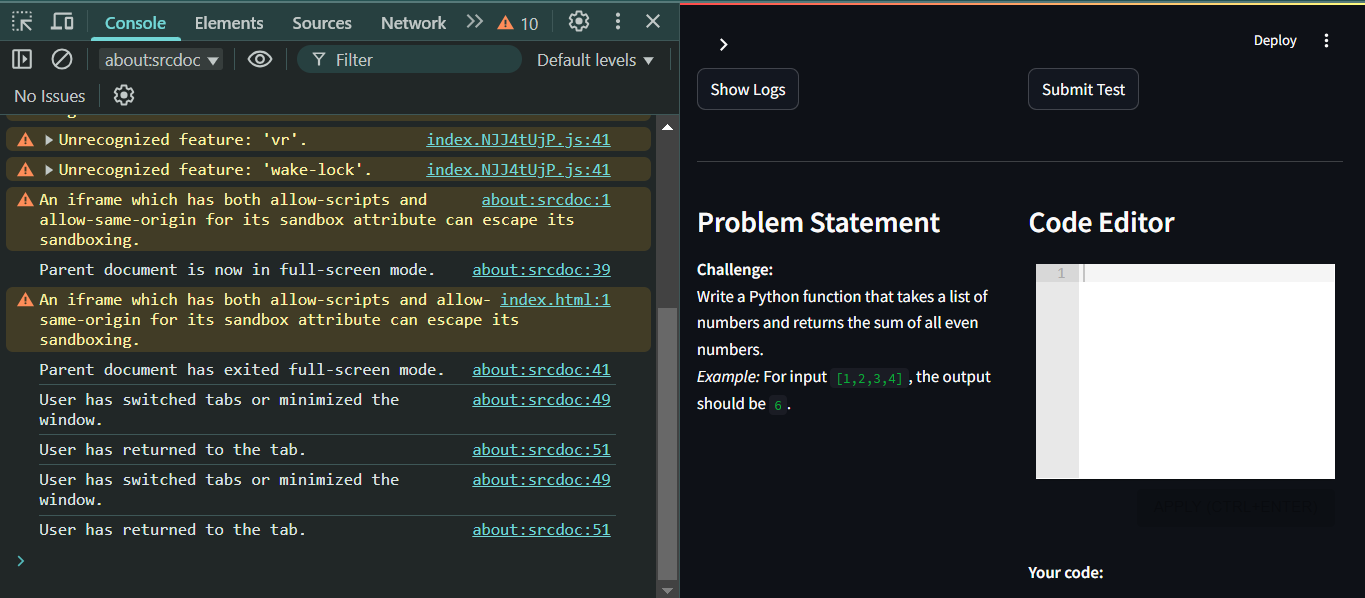 Console Elements Sources Network 10
about:srcdoc Filter Default levels
No Issues
Unrecognized feature: 'vr'. index.NJJ4tUjP.js:41
Unrecognized feature: 'wake-lock'. index.NJJ4tUjP.js:41
An iframe which has both allow-scripts and about:srcdoc:1
allow-same-origin for its sandbox attribute can escape its
sandboxing.
Parent document is now in full-screen mode. about:srcdoc:39
An iframe which has both allow-scripts and allow- index.html:1
same-origin for its sandbox attribute can escape its
sandboxing.
Parent document has exited full-screen mode. about:srcdoc:41
User has switched tabs or minimized the about:srcdoc:49
window.
User has returned to the tab. about:srcdoc:51
User has switched tabs or minimized the about:srcdoc:49
window.
User has returned to the tab. about:srcdoc:51
Deploy
Show Logs
Submit Test
Problem Statement
Challenge:
Write a Python function that takes a list of
numbers and returns the sum of all even
numbers.
Example: For input [1,2,3,4], the output
should be 6.
Code Editor
1
Your code: